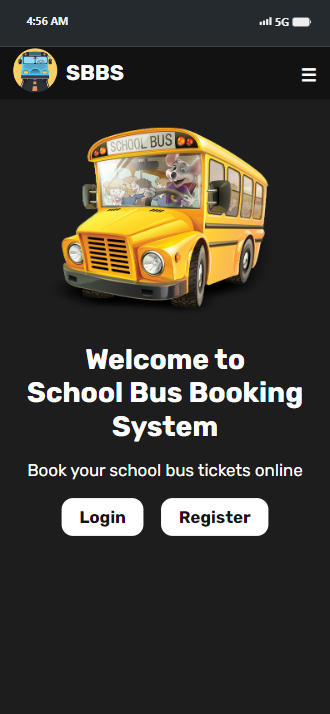 4:56 AM
5G
SBBS
SCHOOL BUS
Welcome to
School Bus Booking
System
Book your school bus tickets online
Login
Register